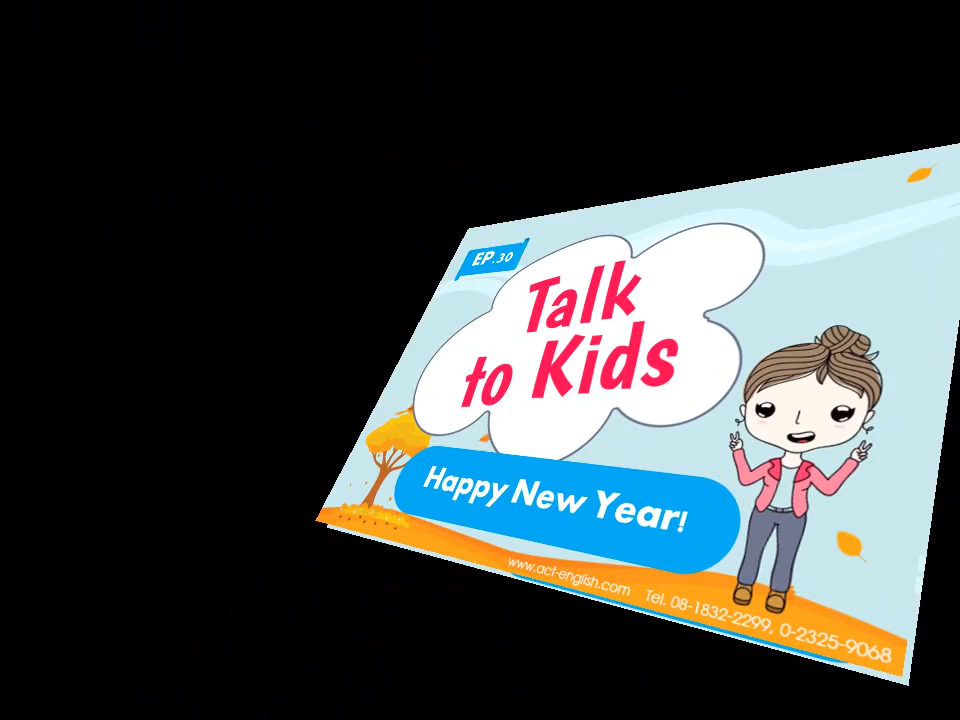 EP.30
Talk
to Kids
Happy New Year!
www.act-english.com Tel. 08-1832-2299, 0-2325-9068